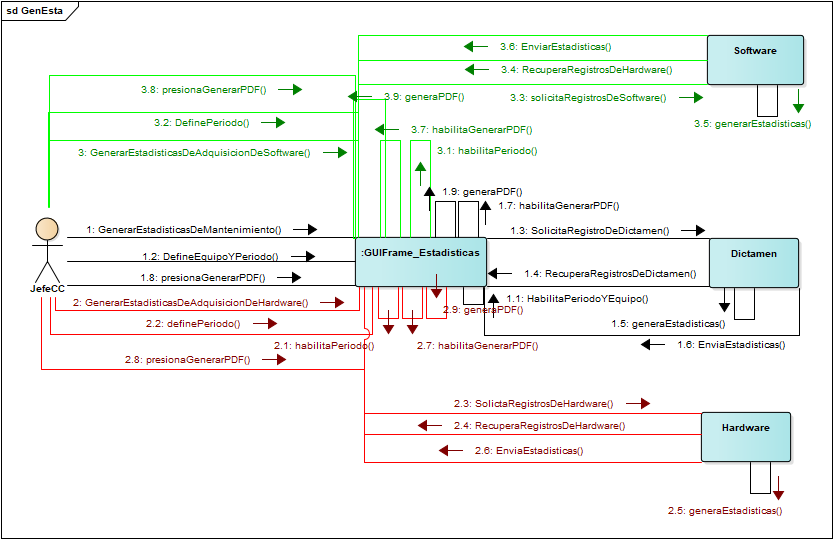 sd GenEsta
3.6: EnviarEstadisticas()
Software
3.4: RecuperaRegistrosDeHardware()
3.8: presionaGenerarPDF()
3.9: generaPDF()
3.3: solicitaRegistrosDeSoftware()
3.2: DefinePeriodo()
3.5: generarEstadisticas()
3.7: habilitaGenerarPDF()
3: GenerarEstadisticasDeAdquisicionDeSoftware()
3.1: habilitaPeriodo()
1.9: generaPDF()
1.7: habilitaGenerarPDF()
1: GenerarEstadisticasDeMantenimiento()
1.3: SolicitaRegistroDeDictamen()
1.2: DefineEquipoYPeriodo()
:GUIFrame_Estadisticas
Dictamen
1.8: presionaGenerarPDF()
1.4: RecuperaRegistrosDeDictamen()
JefeCC
2: GenerarEstadisticasDeAdquisicionDeHardware()
1.1: HabilitaPeriodoYEquipo()
2.9: generaPDF()
2.2: definePeriodo()
1.5: generaEstadisticas()
2.1: habilitaPeriodo()
2.7: habilitaGenerarPDF()
1.6: EnviaEstadisticas()
2.8: presionaGenerarPDF()
2.3: SolictaRegistrosDeHardware()
2.4: RecuperaRegistrosDeHardware()
Hardware
2.6: EnviaEstadisticas()
2.5: generaEstadisticas()